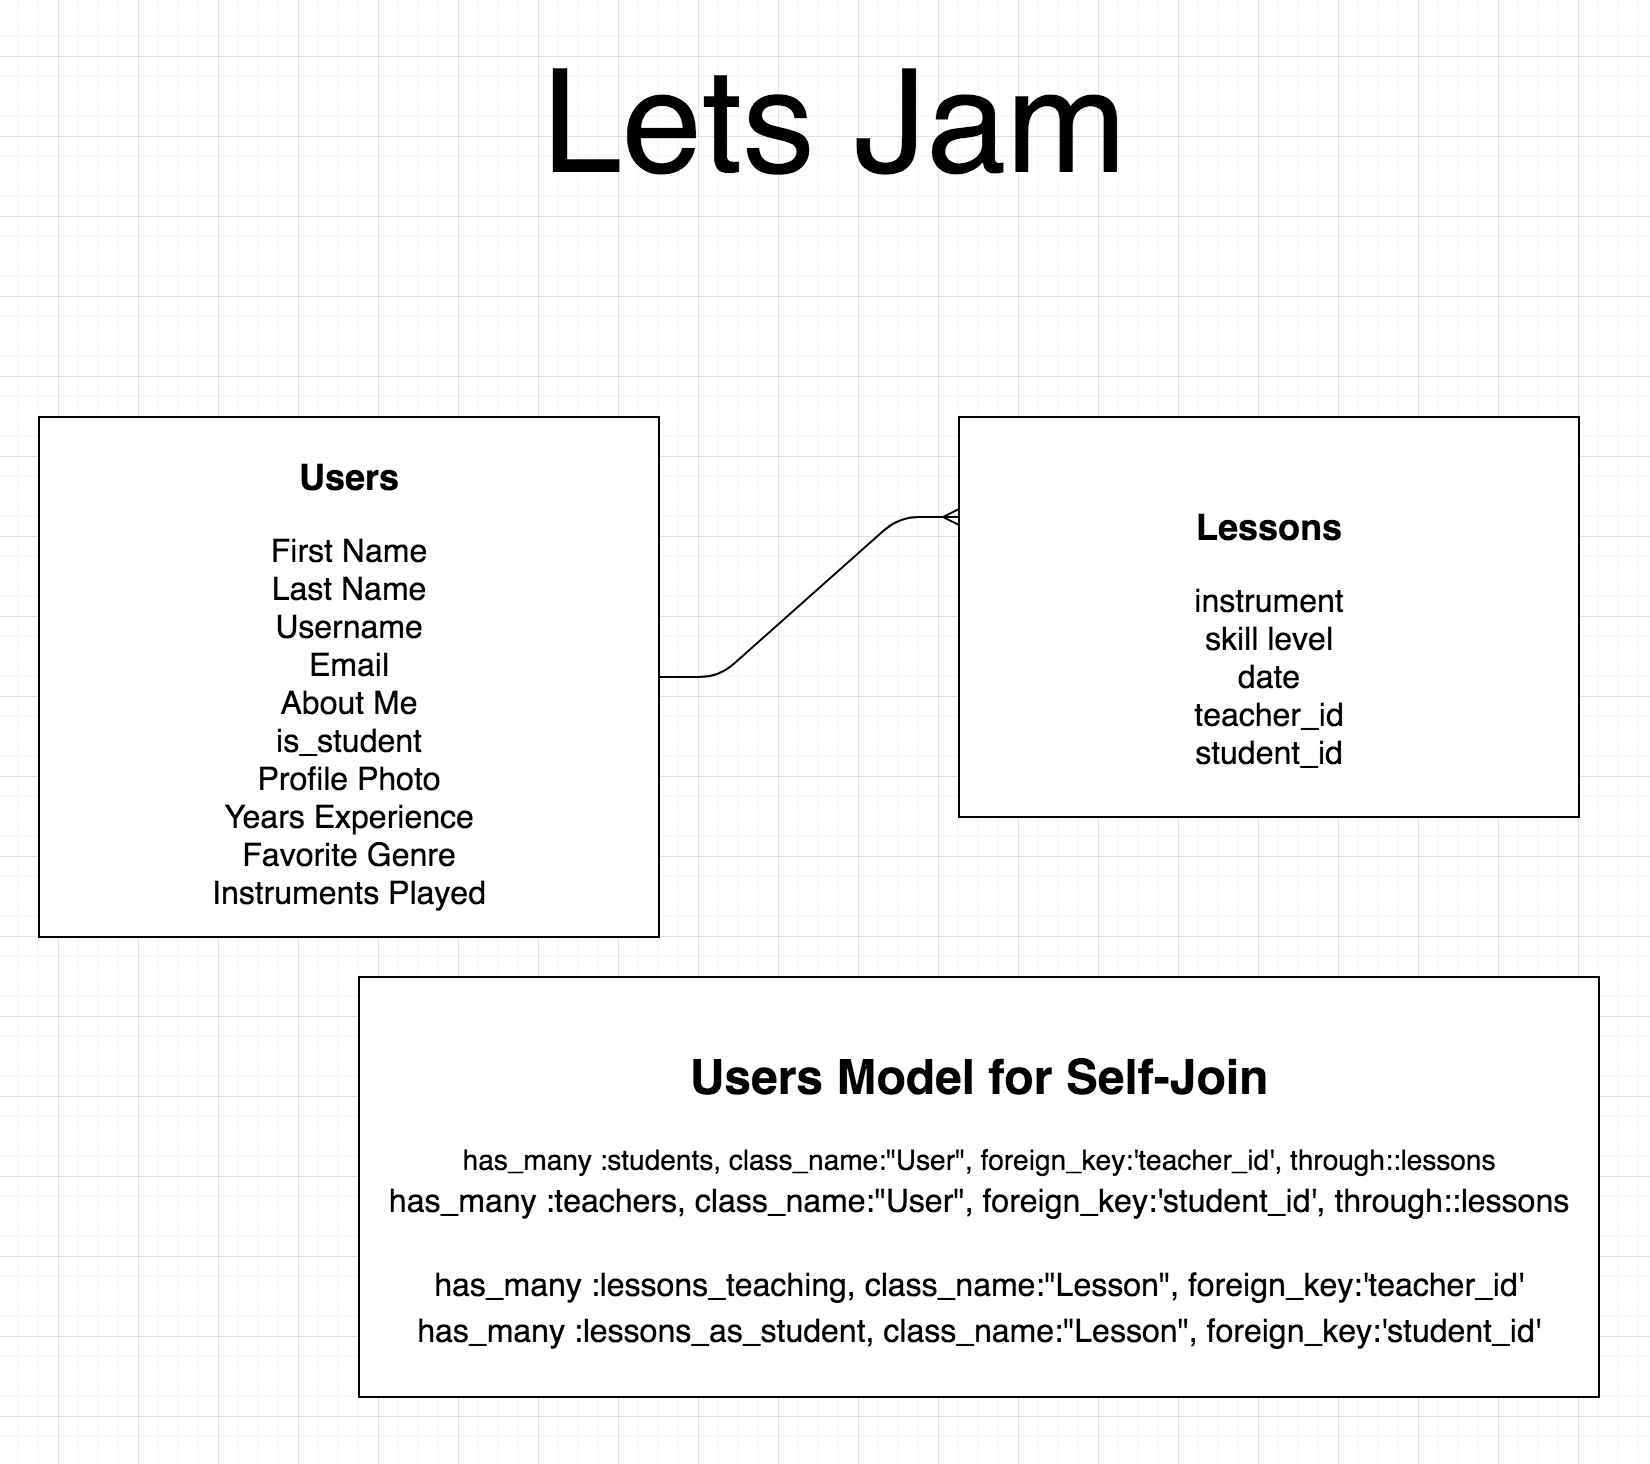 Lets Jam
Users
First Name
Last Name
Username
Email
About Me
is_student
Profile Photo
Years Experience
Favorite Genre
Instruments Played
Lessons
instrument
skill level
date
teacher_id
student_id
Users Model for Self-Join
has_many :students, class_name:"User", foreign_key:'teacher_id', through::lessons
has_many :teachers, class_name:"User", foreign_key:'student_id', through::lessons
has_many :lessons_teaching, class_name:"Lesson", foreign_key:'teacher_id'
has_many :lessons_as_student, class_name:"Lesson", foreign_key:'student_id'